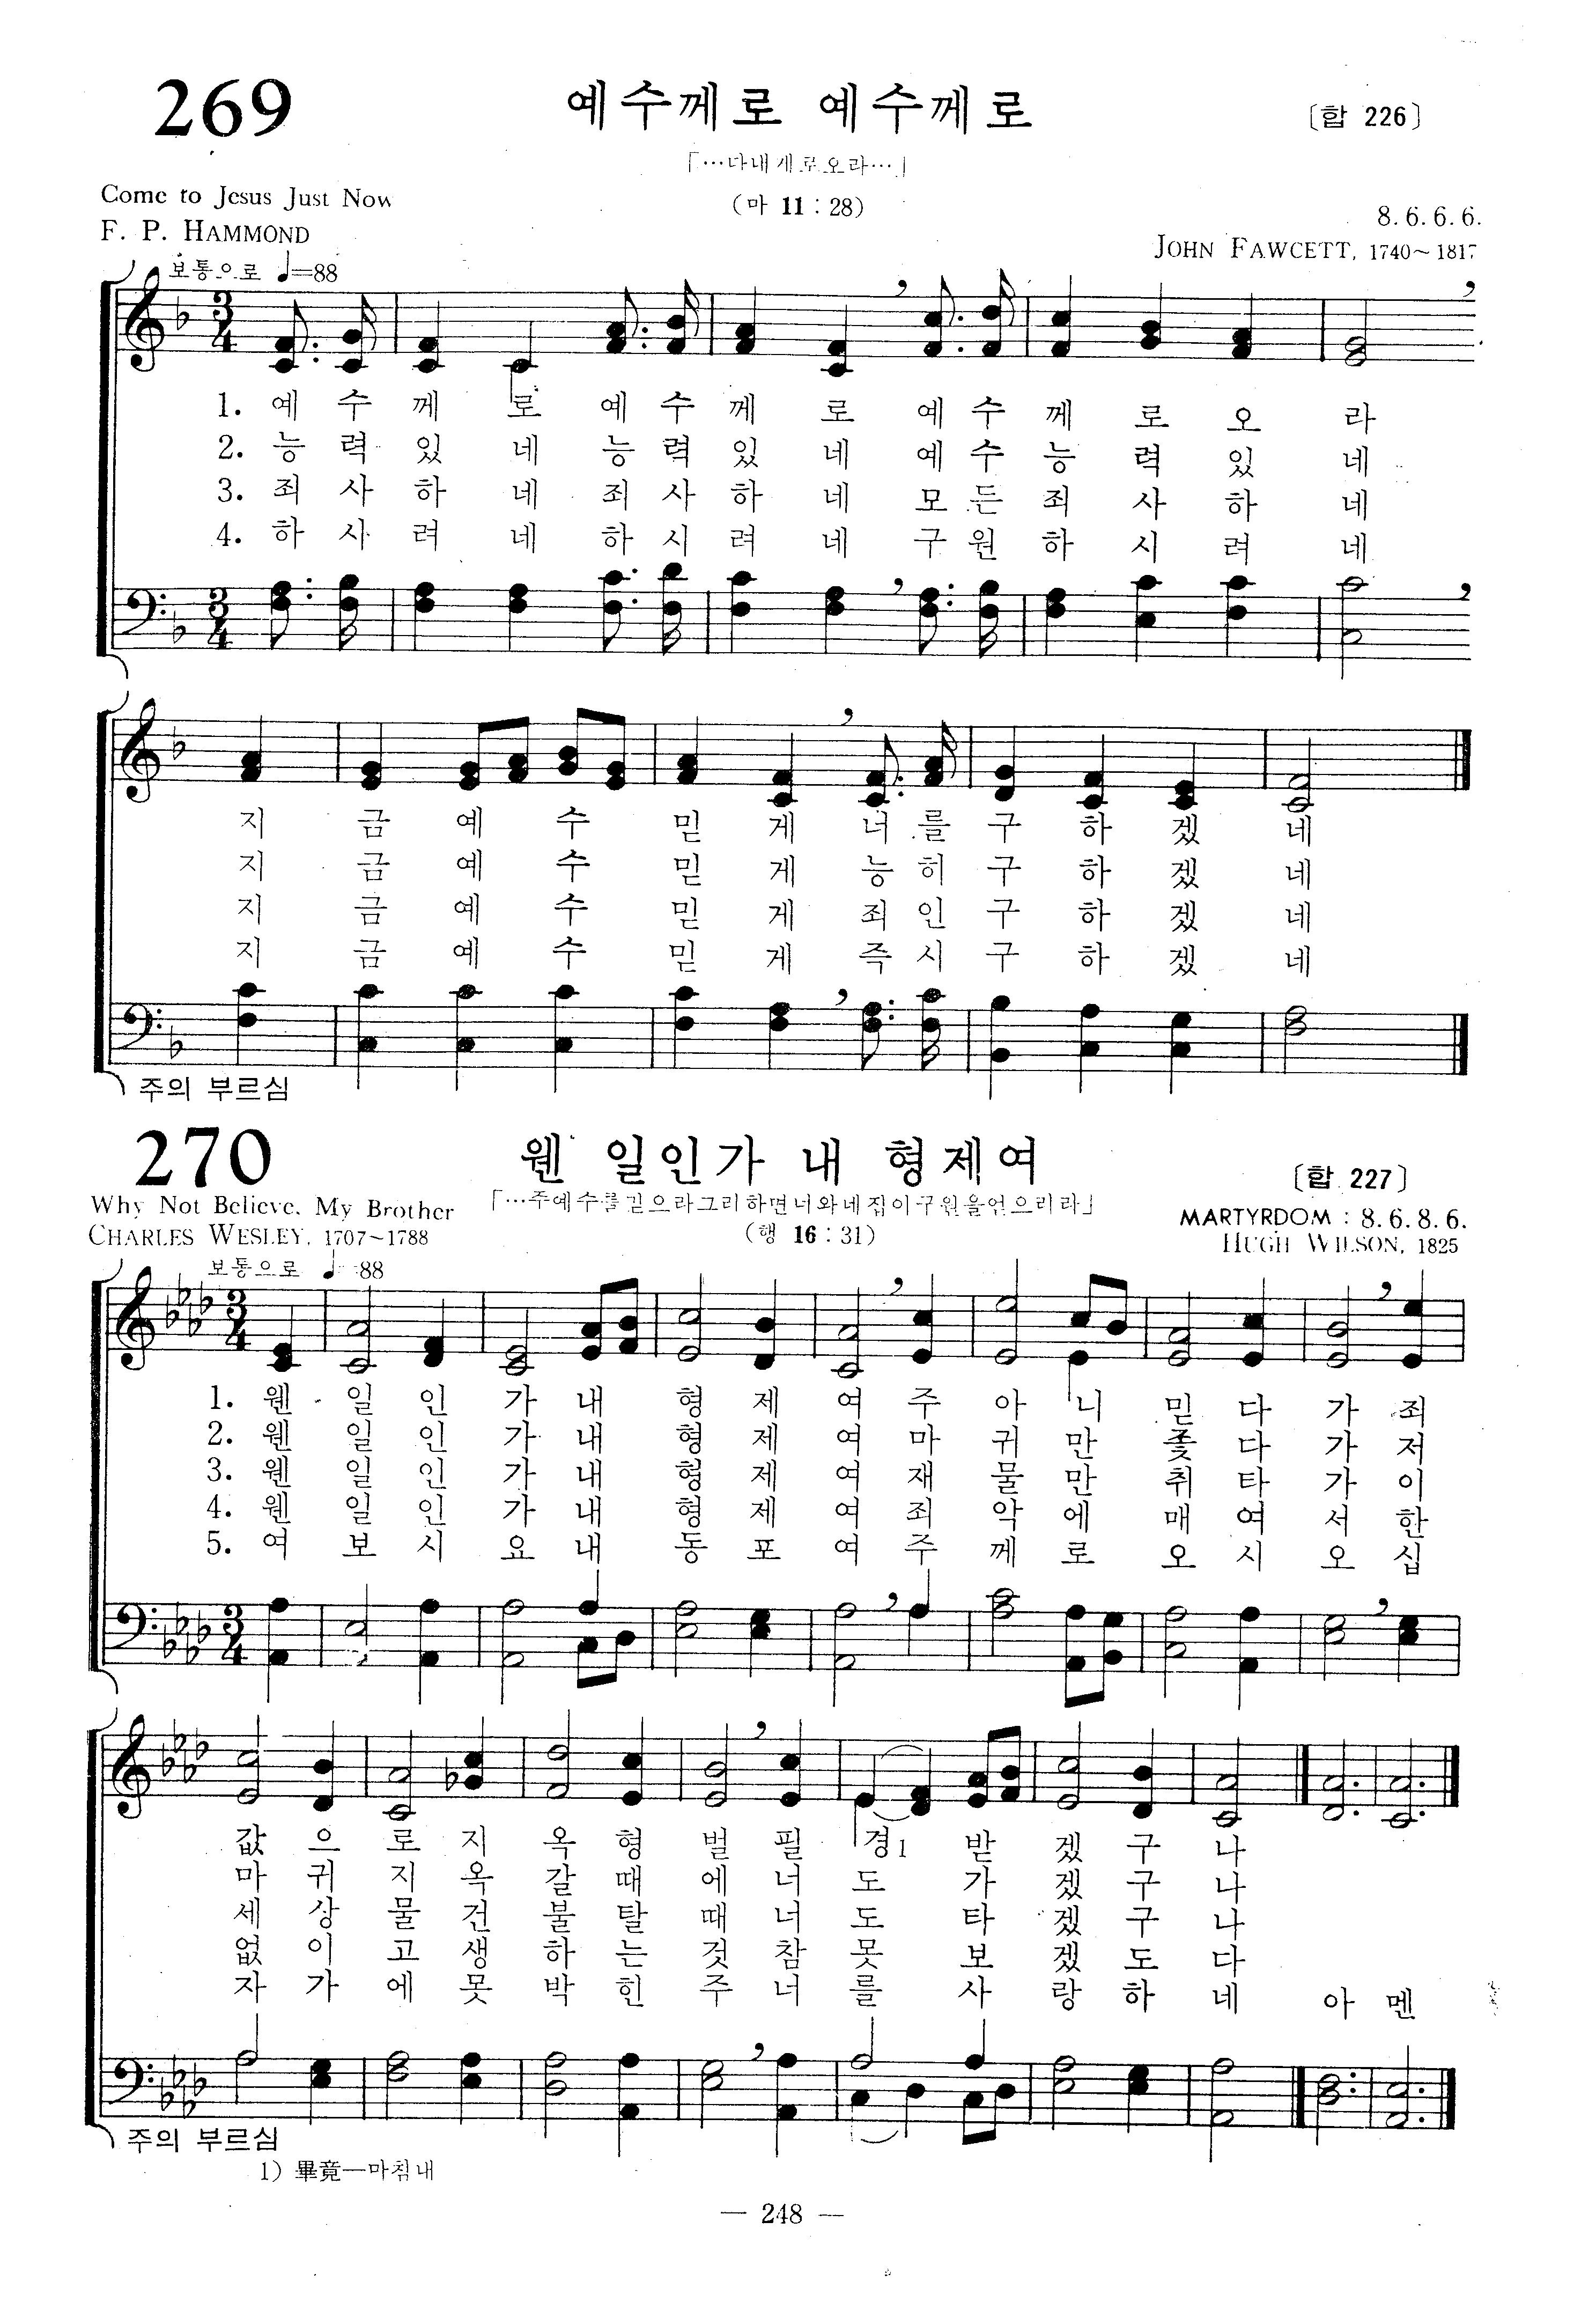 269
예수께로 예수께로
〔합 226〕
「…다내게로오라…」
Come to Jesus Just Now
(마 11 : 28)
8. 6. 6. 6.
F. P. HAMMOND
JOHN FAWCETT, 1740~1817
보통으로 ♩=88
1. 예 수 께 로 예 수 께 로 예 수 께 로 오 라
2. 능 력 있 네 능 력 있 네 예 수 능 력 있 네
3. 죄 사 하 네 죄 사 하 네 모 든 죄 사 하 네
4. 하 사 려 네 하 시 려 네 구 원 하 시 려 네
지 금 예 수 믿 게 너 를 구 하 겠 네
지 금 예 수 믿 게 능 히 구 하 겠 네
지 금 예 수 믿 게 죄 인 구 하 겠 네
지 금 예 수 믿 게 즉 시 구 하 겠 네
주의 부르심
270
웬 일인가 내 형제여
〔합 227〕
Why Not Believe, My Brother
「…주예수를믿으라그리하면너와네집이구원을얻으리라」
MARTYRDOM : 8. 6. 8. 6.
CHARLES WESLEY, 1707~1788
(행 16 : 31)
HUGH WILSON, 1825
보통으로 ♩ 88
1. 웬 일 인 가 내 형 제 여 주 아 니 믿 다 가 죄
2. 웬 일 인 가 내 형 제 여 마 귀 만 좇 다 가 저
3. 웬 일 인 가 내 형 제 여 재 물 만 취 타 가 이
4. 웬 일 인 가 내 형 제 여 죄 악 에 매 여 서 한
5. 여 보 시 요 내 동 포 여 주 께 로 오 시 오 십
값 으 로 지 옥 형 벌 필 경1 받 겠 구 나
마 귀 지 옥 갈 때 에 너 도 가 겠 구 나
세 상 물 건 불 탈 때 너 도 타 겠 구 나
없 이 고 생 하 는 것 참 못 보 겠 도 다
자 가 에 못 박 힌 주 너 를 사 랑 하 네 아 멘
주의 부르심
1) 畢竟—마침내
— 248 —